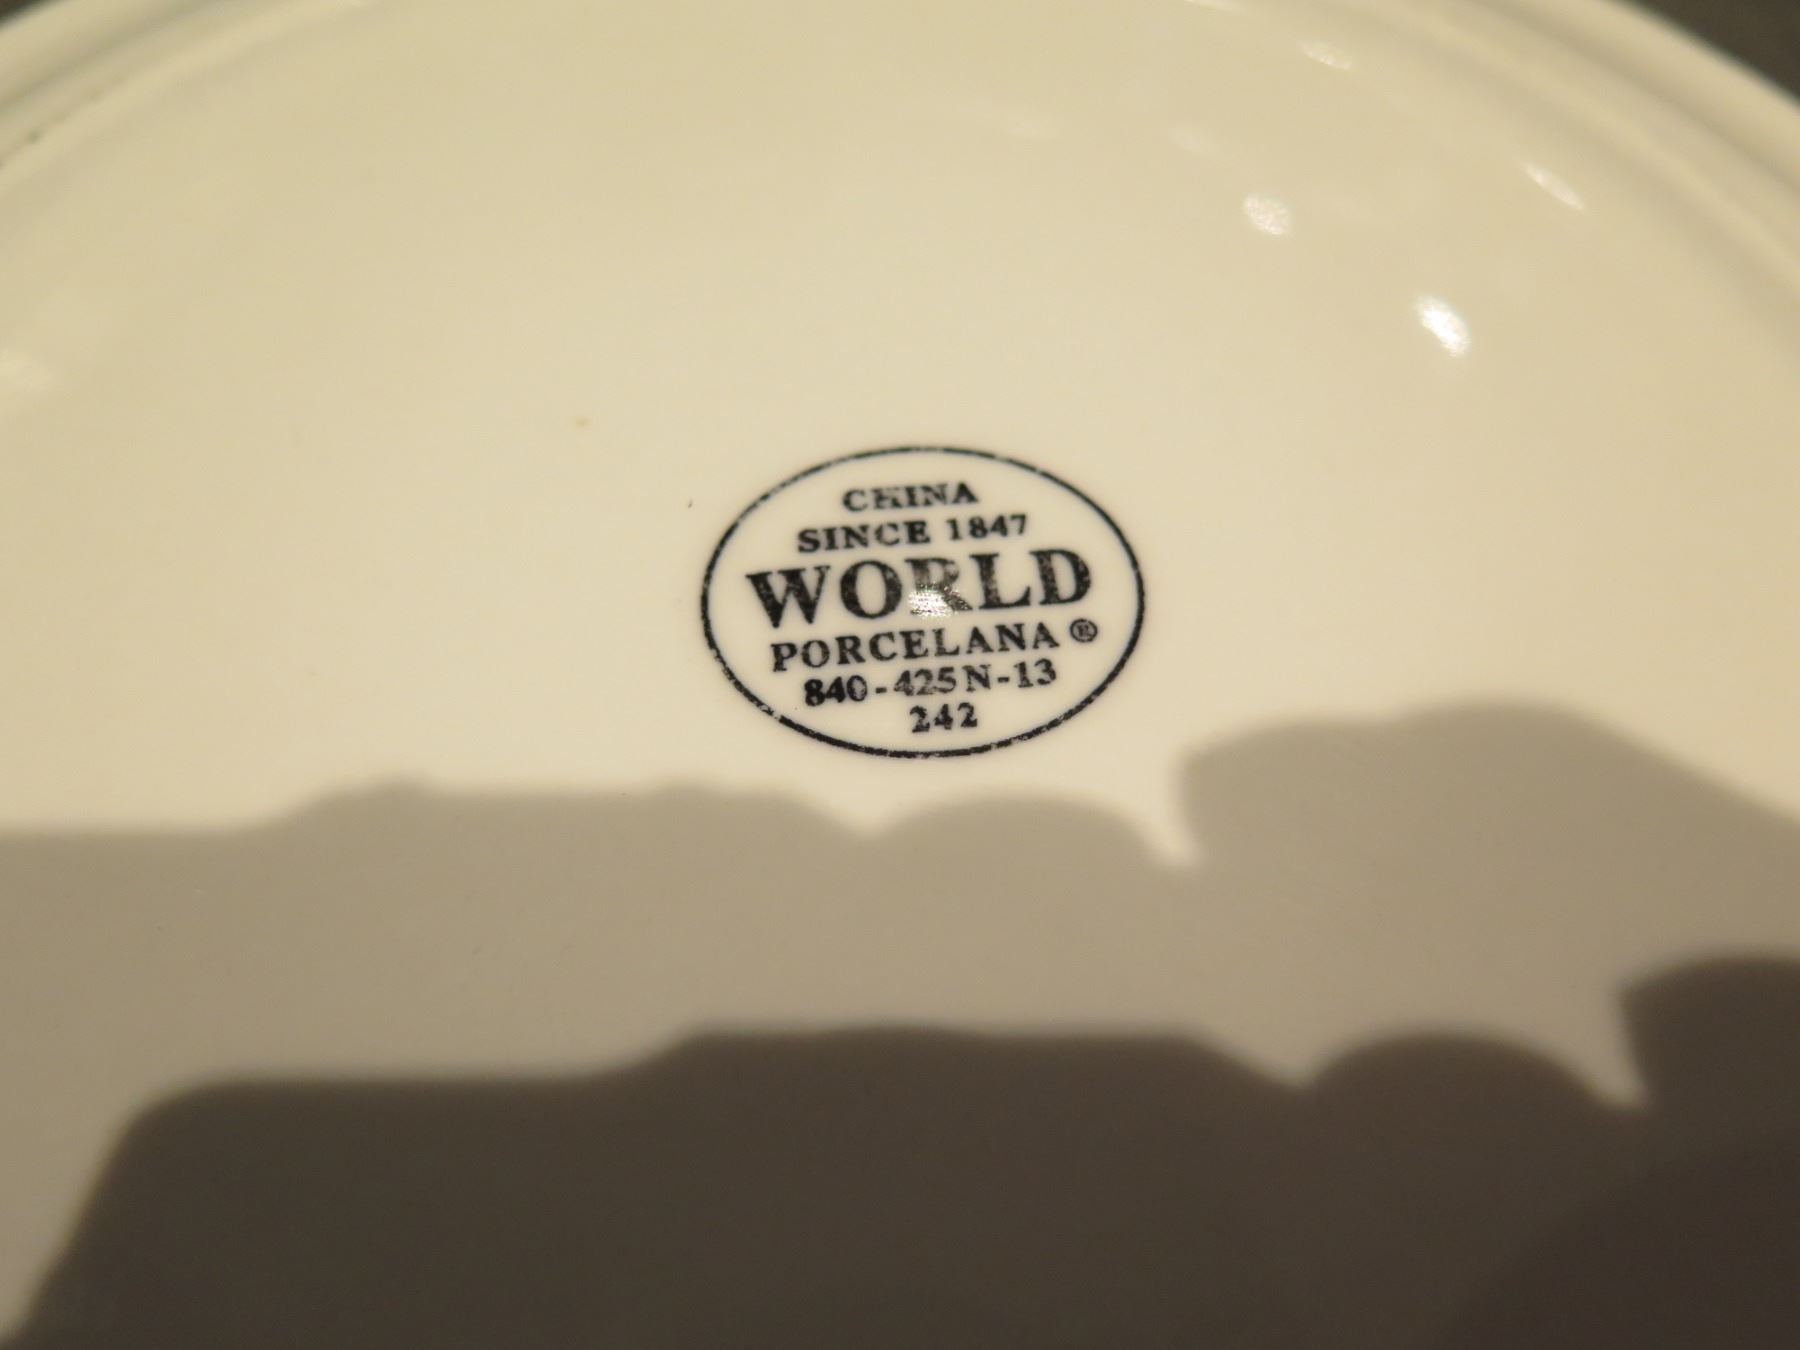 CHINA
SINCE 1847
WORLD
PORCELANA ®
840-425N-13
242